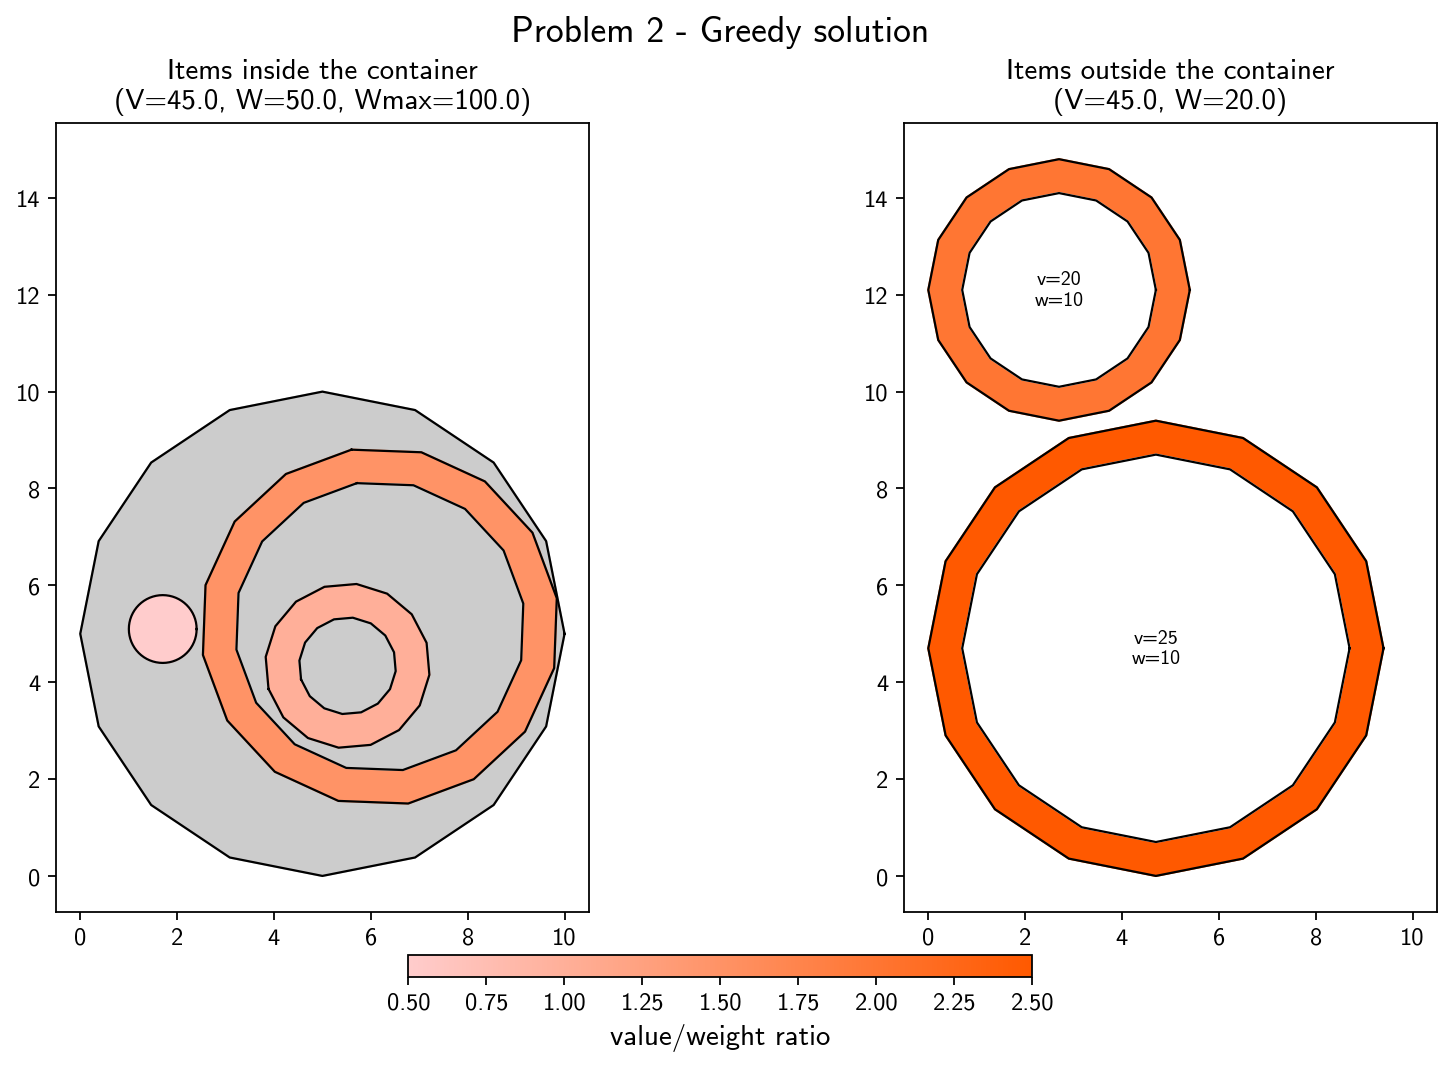 Problem 2 - Greedy solution
Items inside the container
(V=45.0, W=50.0, Wmax=100.0)
14
12
10
8
6
4
2
0
0 2 4 6 8 10
Items outside the container
(V=45.0, W=20.0)
14
12
10
8
6
4
2
0
v=20
w=10
v=25
w=10
0 2 4 6 8 10
0.50 0.75 1.00 1.25 1.50 1.75 2.00 2.25 2.50
value/weight ratio